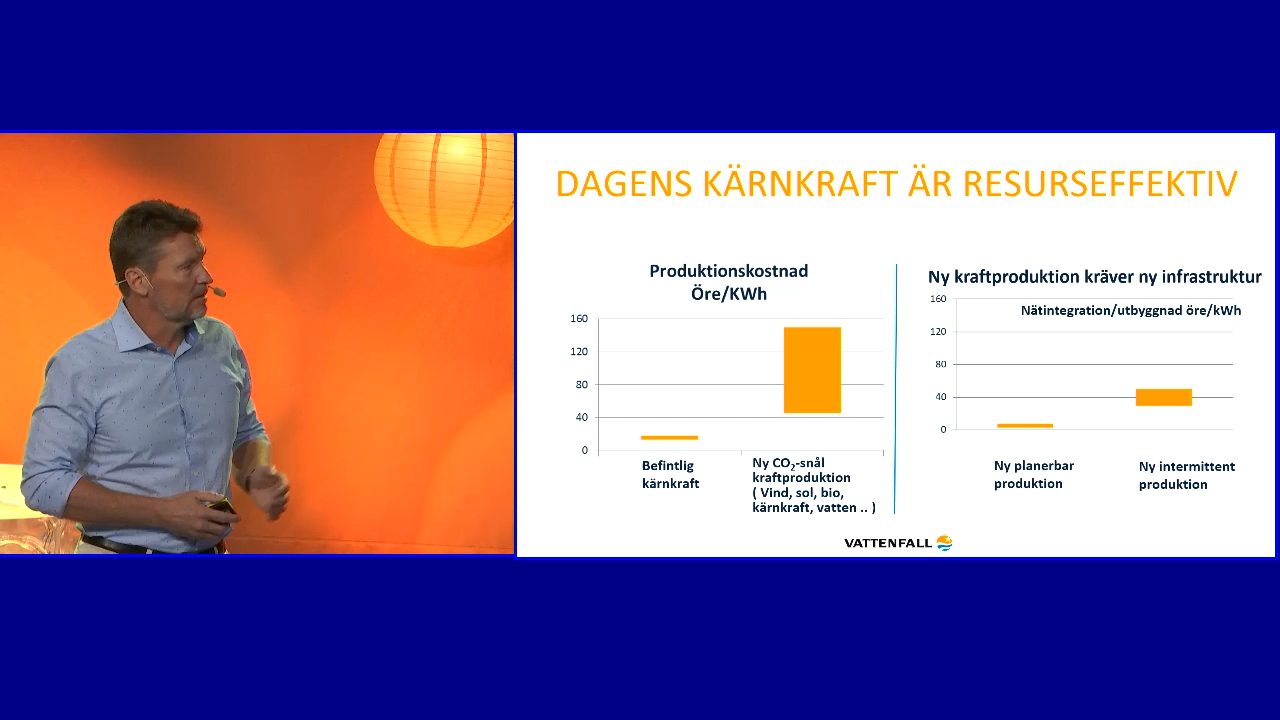 DAGENS KÄRNKRAFT ÄR RESURSEFFEKTIV
Produktionskostnad
Öre/KWh
160
120
80
40
0
Befintlig
kärnkraft
Ny CO₂-snål
kraftproduktion
( Vind, sol, bio,
kärnkraft, vatten .. )
Ny kraftproduktion kräver ny infrastruktur
Nätintegration/utbyggnad öre/kWh
160
120
80
40
0
Ny planerbar
produktion
Ny intermittent
produktion
VATTENFALL